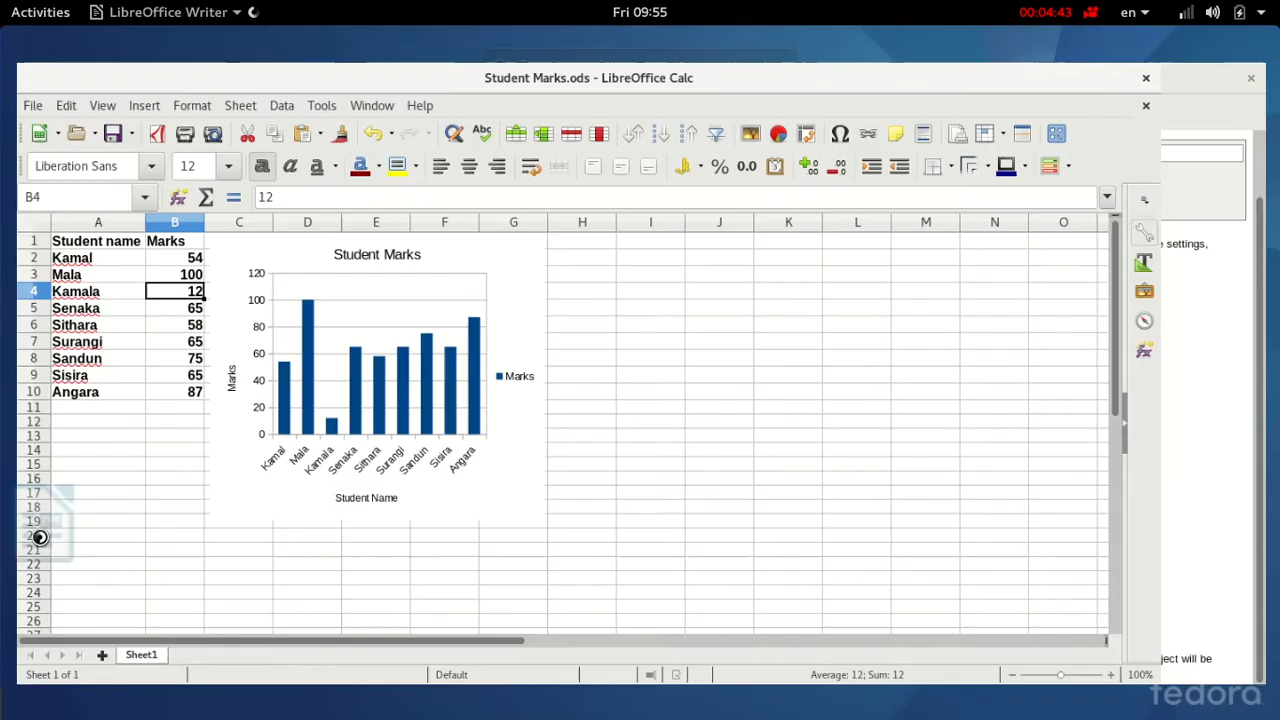 Activities LibreOffice Writer Fri 09:55 00:04:43 en
Student Marks.ods - LibreOffice Calc
File Edit View Insert Format Sheet Data Tools Window Help
Liberation Sans 12
B4 12
A B C D E F G H I J K L M N O
1 Student name Marks
2 Kamal 54
3 Mala 100
4 Kamala 12
5 Senaka 65
6 Sithara 58
7 Surangi 65
8 Sandun 75
9 Sisira 65
10 Angara 87
11
12
13
14
15
16
17
18
19
21
22
23
24
25
26
27
Student Marks
120
100
80
60
40
20
0
Marks
Kamal Mala Kamala Senaka Sithara Surangi Sandun Sisira Angara
Student Name
Marks
e settings,
ject will be
Sheet1
Sheet 1 of 1 Default Average: 12; Sum: 12 100%
fedora